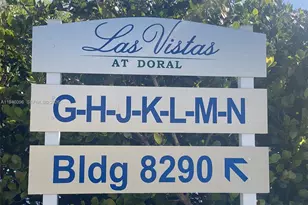 Las Vistas
AT DORAL
G-H-J-K-L-M-N
Bldg 8290